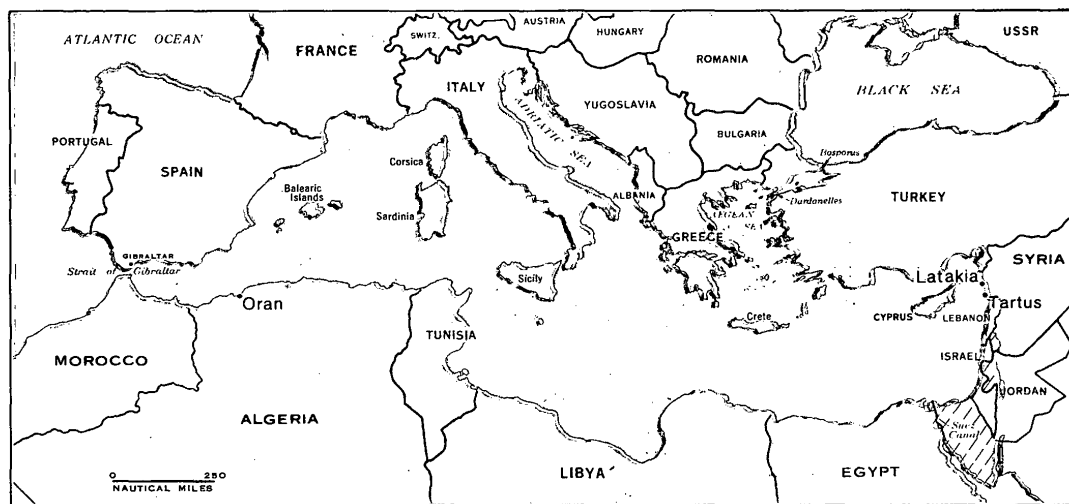 ATLANTIC OCEAN
FRANCE
SWITZ.
AUSTRIA
HUNGARY
ROMANIA
USSR
ITALY
YUGOSLAVIA
BLACK SEA
ADRIATIC SEA
BULGARIA
PORTUGAL
SPAIN
Corsica
Bosporus
Balearic
Islands
Sardinia
ALBANIA
Dardanelles
TURKEY
AEGEAN
SEA
GREECE
GIBRALTAR
Strait of Gibraltar
Sicily
SYRIA
Latakia
Oran
Tartus
Crete
CYPRUS
LEBANON
TUNISIA
MOROCCO
ISRAEL
JORDAN
ALGERIA
Suez
Canal
LIBYA
EGYPT
0 250
NAUTICAL MILES